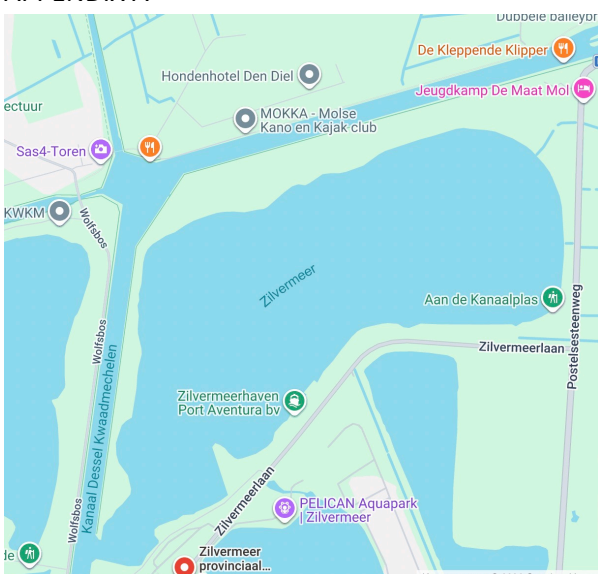 De Kleppende Klipper
Hondenhotel Den Diel
Jeugdkamp De Maat Mol
ectuur
MOKKA - Molse
Kano en Kajak club
Sas4-Toren
KWKM
Wolfsbos
Zilvermeer
Aan de Kanaalplas
Postelsesteenweg
Wolfsbos
Zilvermeerlaan
Kanaal Dessel Kwaadmechelen
Zilvermeerhaven
Port Aventura bv
Zilvermeerlaan
PELICAN Aquapark
| Zilvermeer
Wolfsbos
de
Zilvermeer
provinciaal...